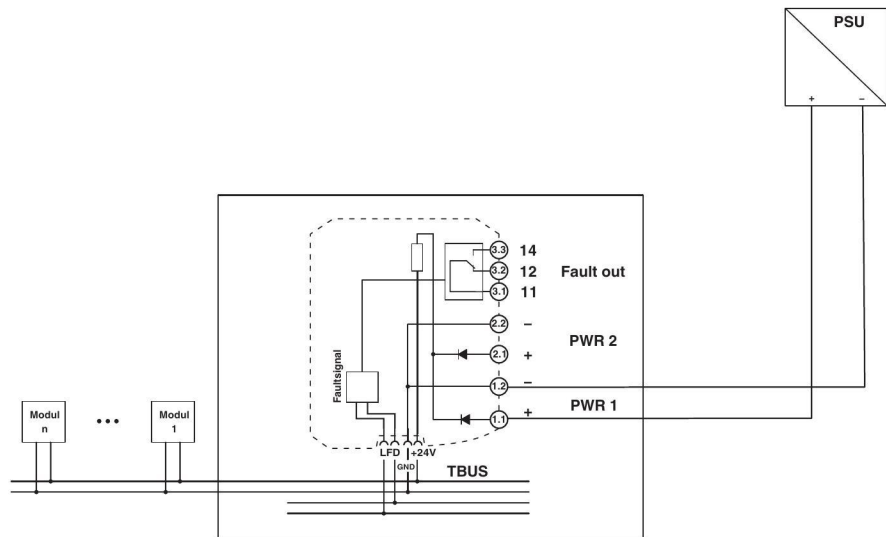 PSU
+ −
3.3 14
3.2 12 Fault out
3.1 11
2.2 −
PWR 2
2.1 +
Faultsignal
1.2 −
PWR 1
1.1 +
Modul
n
•••
Modul
1
LFD +24V
GND
TBUS